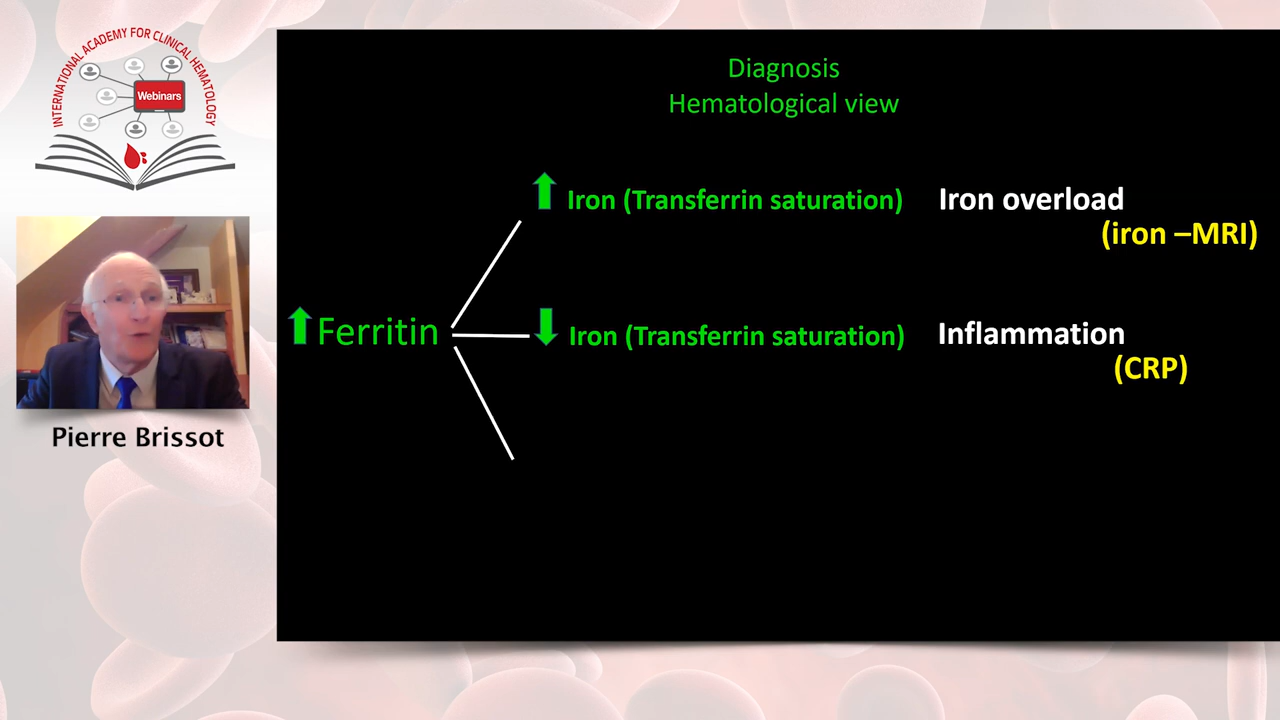 INTERNATIONAL ACADEMY FOR CLINICAL HEMATOLOGY
Webinars
Pierre Brissot
Diagnosis
Hematological view
Iron (Transferrin saturation) Iron overload
(iron –MRI)
Ferritin
Iron (Transferrin saturation) Inflammation
(CRP)